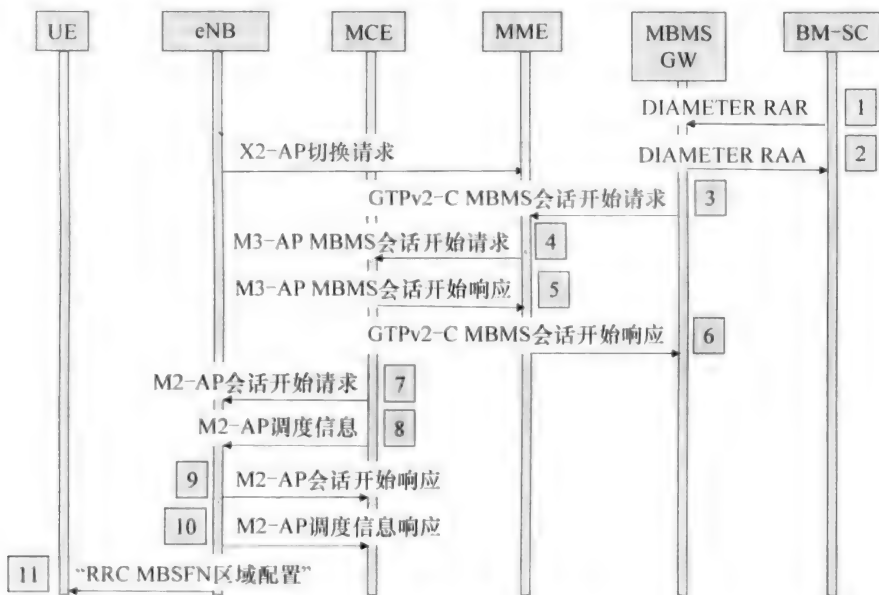 UE
eNB
MCE
MME
MBMS
GW
BM-SC
DIAMETER RAR
1
X2-AP切换请求
DIAMETER RAA
2
GTPv2-C MBMS会话开始请求
3
M3-AP MBMS会话开始请求
4
M3-AP MBMS会话开始响应
5
GTPv2-C MBMS会话开始响应
6
M2-AP会话开始请求
7
M2-AP调度信息
8
9
M2-AP会话开始响应
10
M2-AP调度信息响应
11
“RRC MBSFN区域配置”